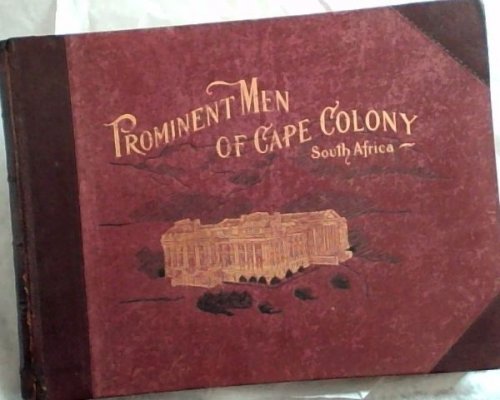 PROMINENT MEN
OF CAPE COLONY
South Africa